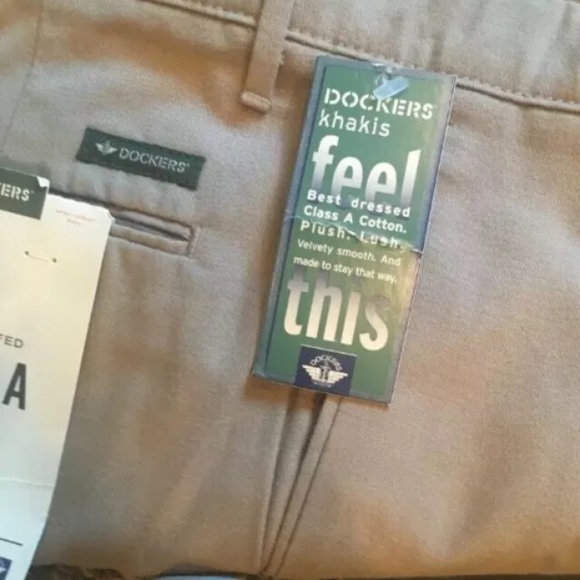 DOCKERS
khakis
feel
Best dressed
Class A Cotton.
Plush. Lush.
Velvety smooth. And
made to stay that way.
this
DOCKERS
DOCKERS
ERS
A